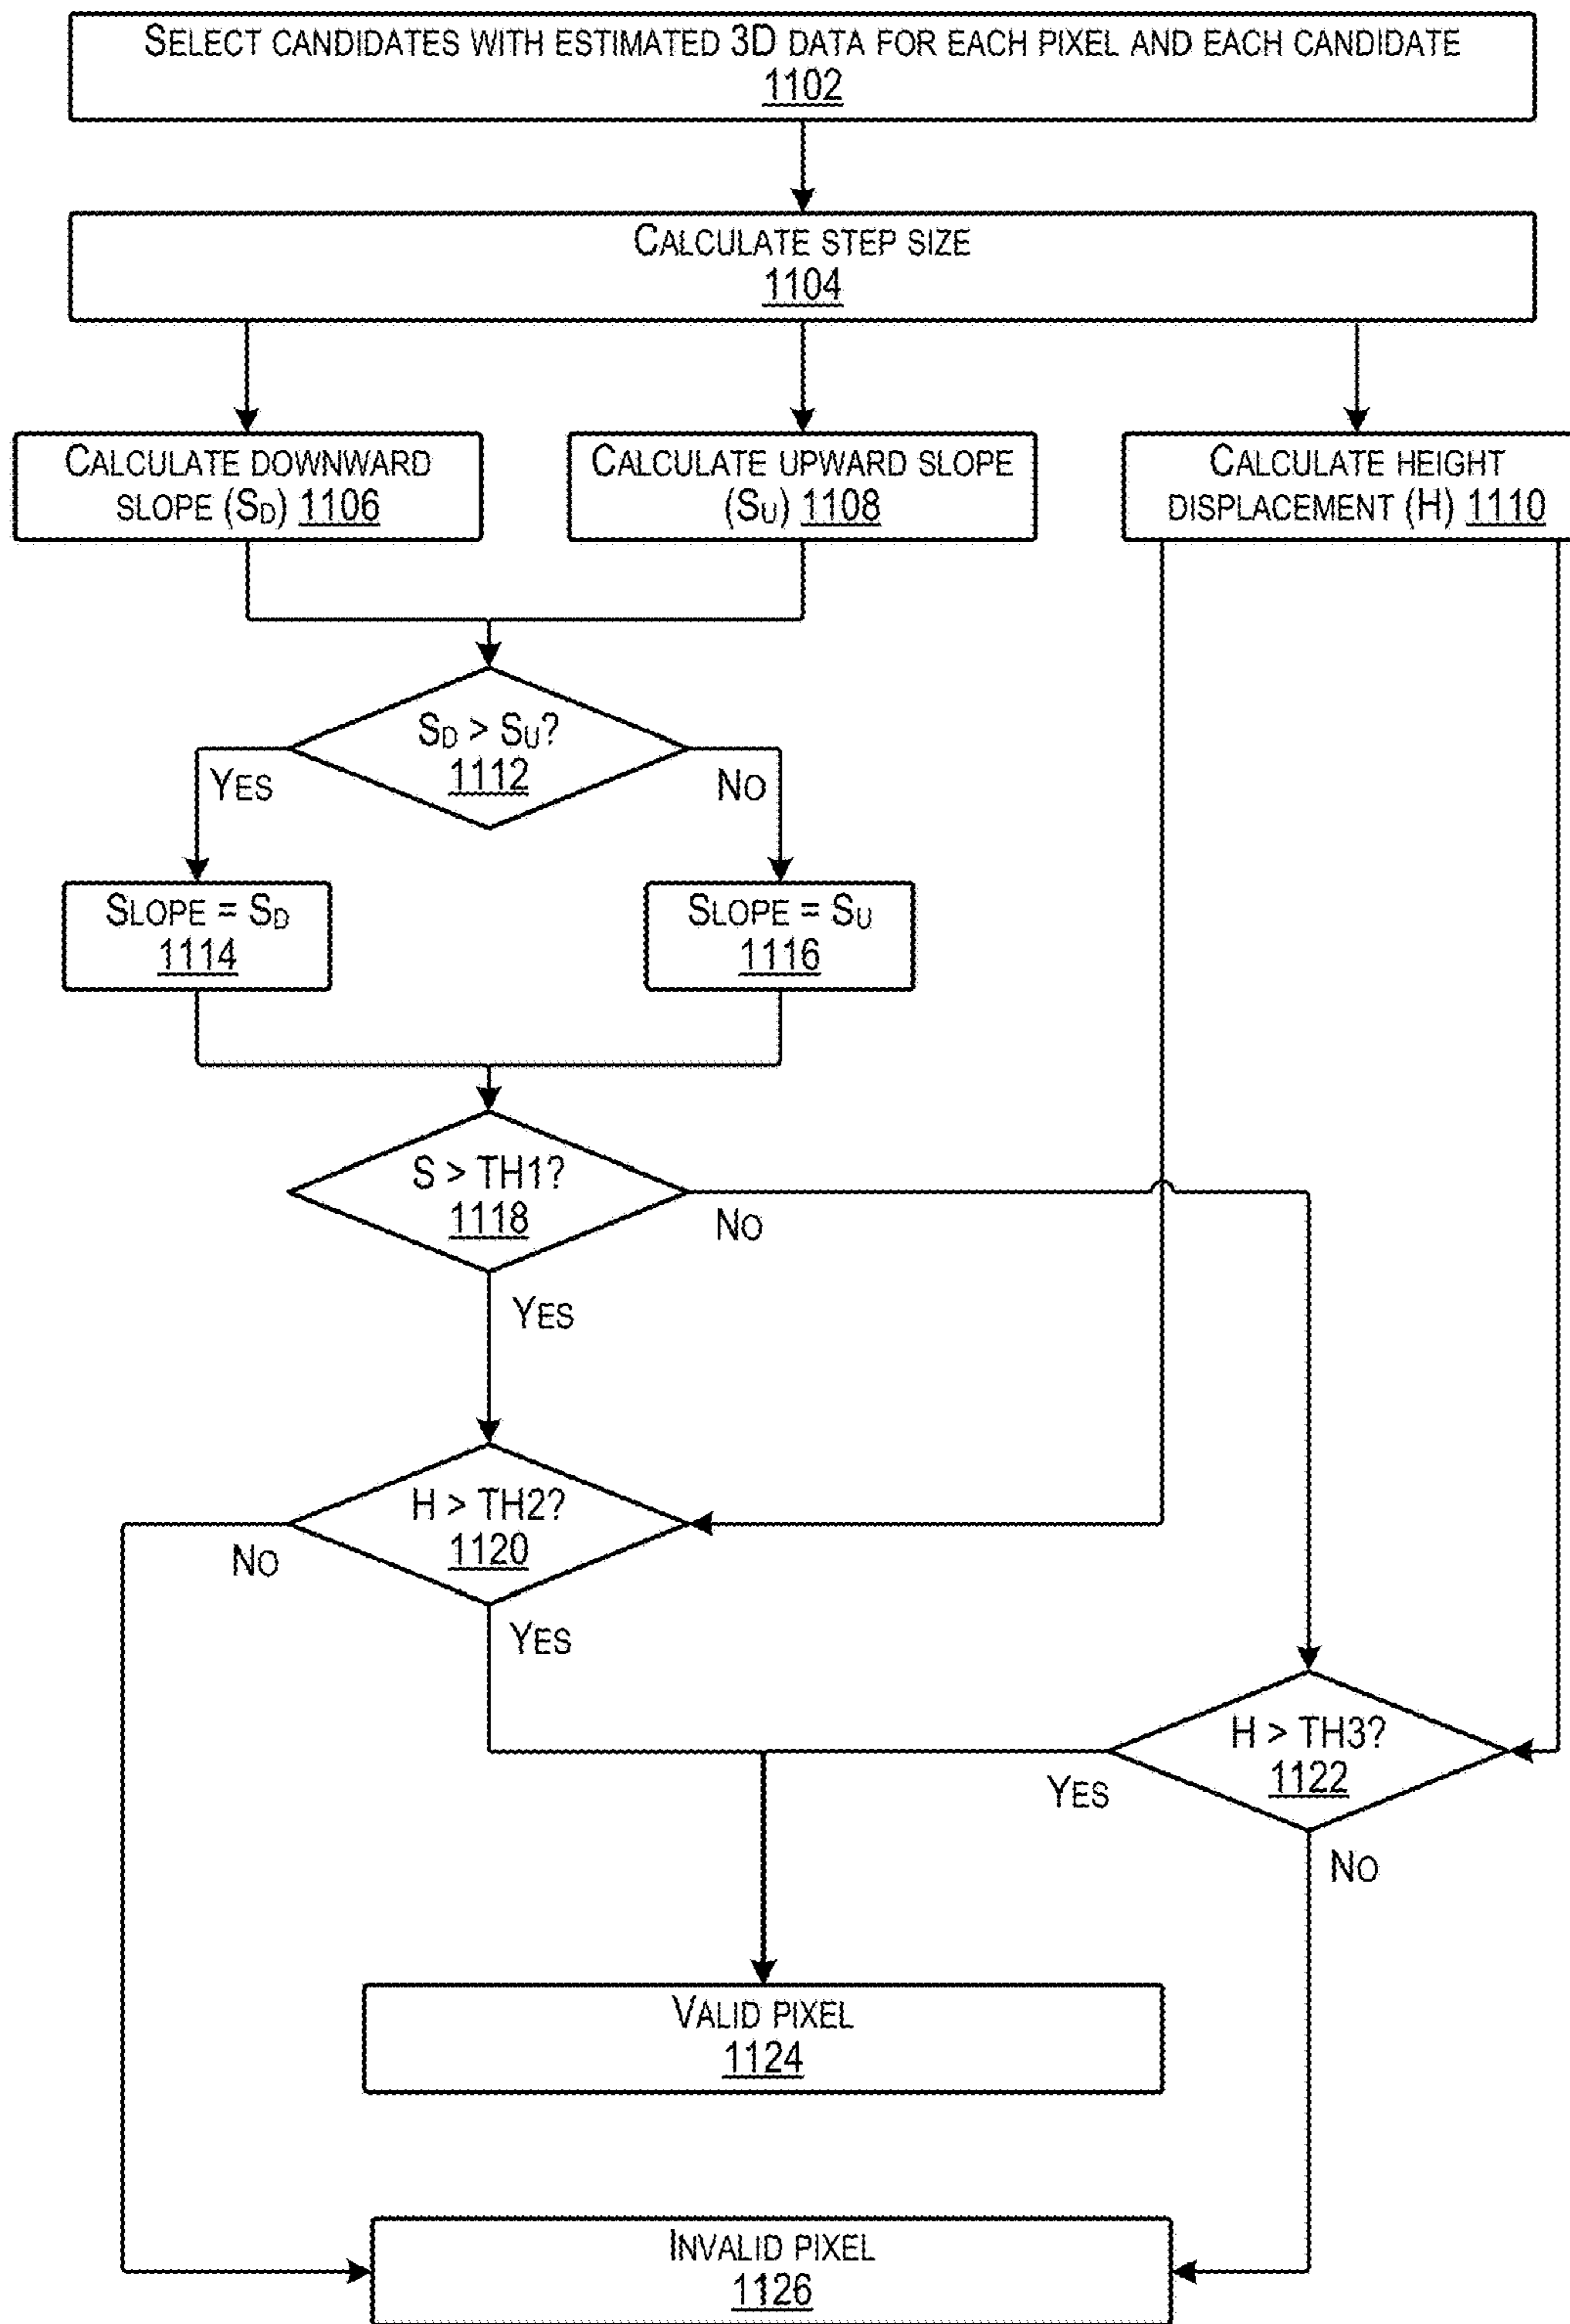 SELECT CANDIDATES WITH ESTIMATED 3D DATA FOR EACH PIXEL AND EACH CANDIDATE
1102
CALCULATE STEP SIZE
1104
CALCULATE DOWNWARD
SLOPE (SD) 1106
CALCULATE UPWARD SLOPE
(SU) 1108
CALCULATE HEIGHT
DISPLACEMENT (H) 1110
SD > SU?
1112
YES
NO
SLOPE = SD
1114
SLOPE = SU
1116
S > TH1?
1118
NO
YES
H > TH2?
1120
NO
YES
H > TH3?
1122
YES
NO
VALID PIXEL
1124
INVALID PIXEL
1126